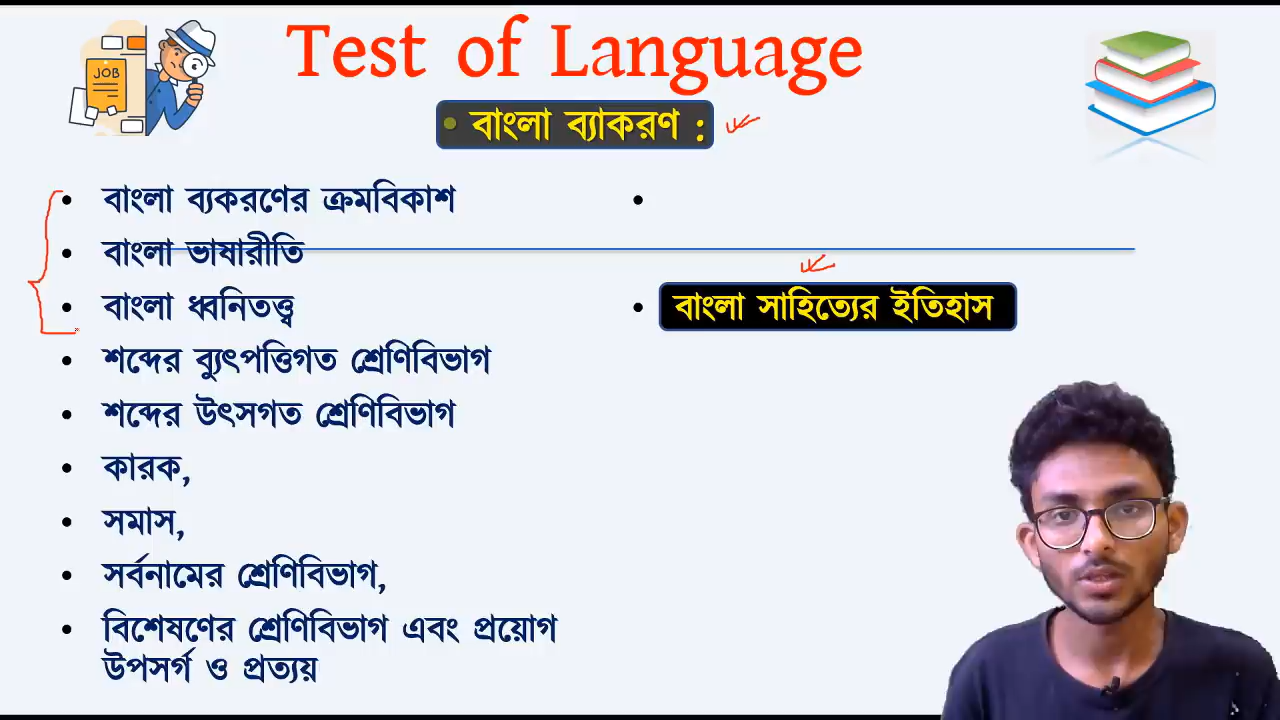 Test of Language
JOB
• বাংলা ব্যাকরণ :
• বাংলা ব্যকরণের ক্রমবিকাশ
• বাংলা ভাষারীতি
• বাংলা ধ্বনিতত্ত্ব
• শব্দের ব্যুৎপত্তিগত শ্রেণিবিভাগ
• শব্দের উৎসগত শ্রেণিবিভাগ
• কারক,
• সমাস,
• সর্বনামের শ্রেণিবিভাগ,
• বিশেষণের শ্রেণিবিভাগ এবং প্রয়োগ
উপসর্গ ও প্রত্যয়
•
• বাংলা সাহিত্যের ইতিহাস